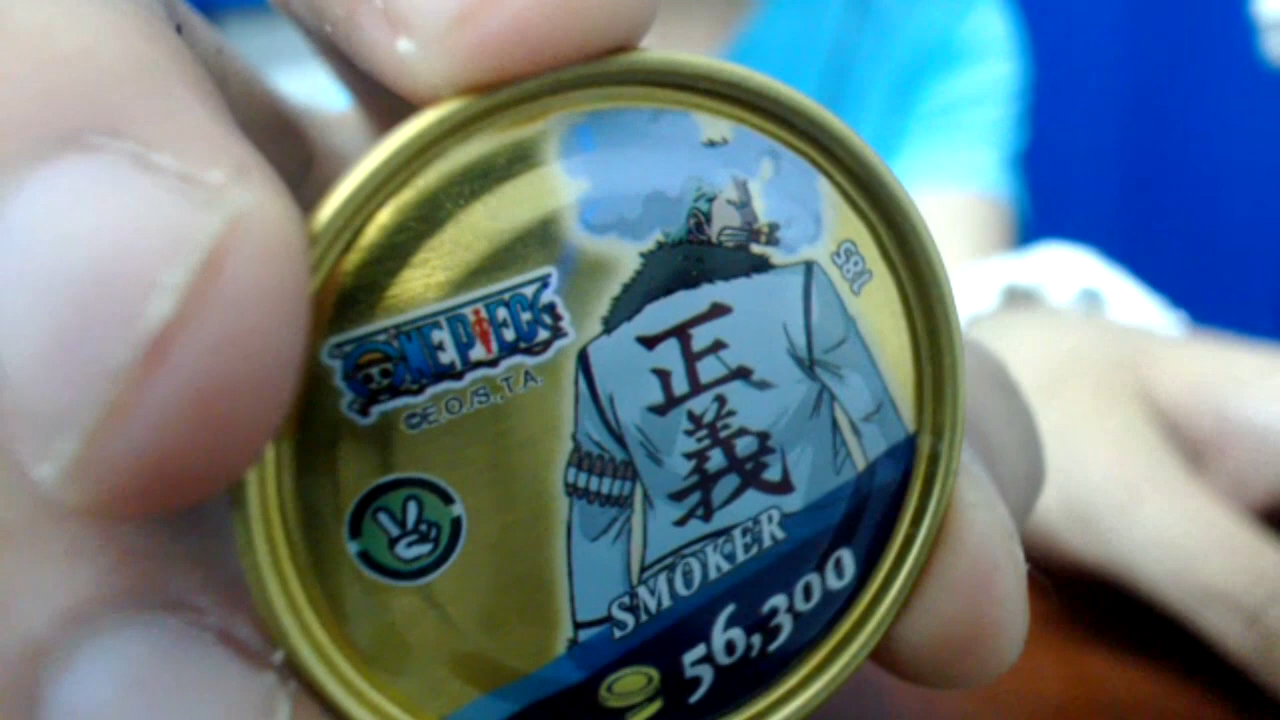 185
ONE PIECE
©E.O./S.,T.A.
正
義
SMOKER
56,300